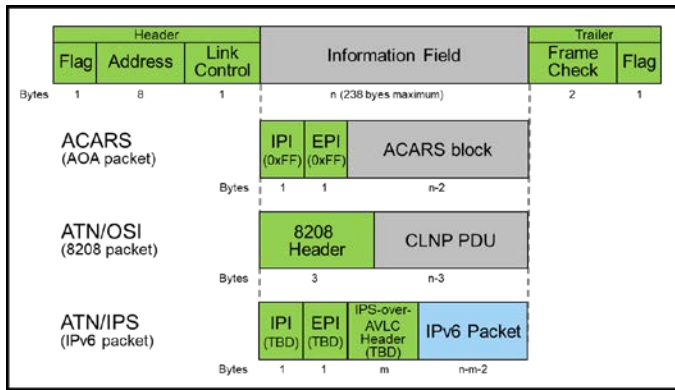 Header
Trailer
Flag Address Link Control Information Field Frame Check Flag
Bytes 1 8 1 n (238 byes maximum) 2 1
ACARS
(AOA packet)
IPI (0xFF) EPI (0xFF) ACARS block
Bytes 1 1 n-2
ATN/OSI
(8208 packet)
8208 Header CLNP PDU
Bytes 3 n-3
ATN/IPS
(IPv6 packet)
IPI (TBD) EPI (TBD) IPS-over-AVLC Header (TBD) IPv6 Packet
Bytes 1 1 m n-m-2